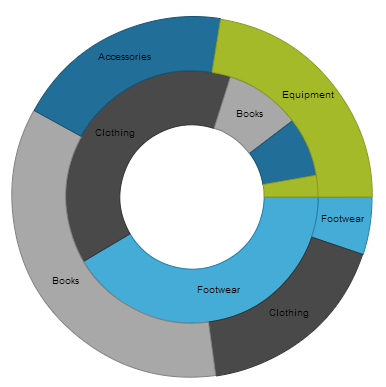 Accessories
Equipment
Books
Clothing
Footwear
Books
Footwear
Clothing